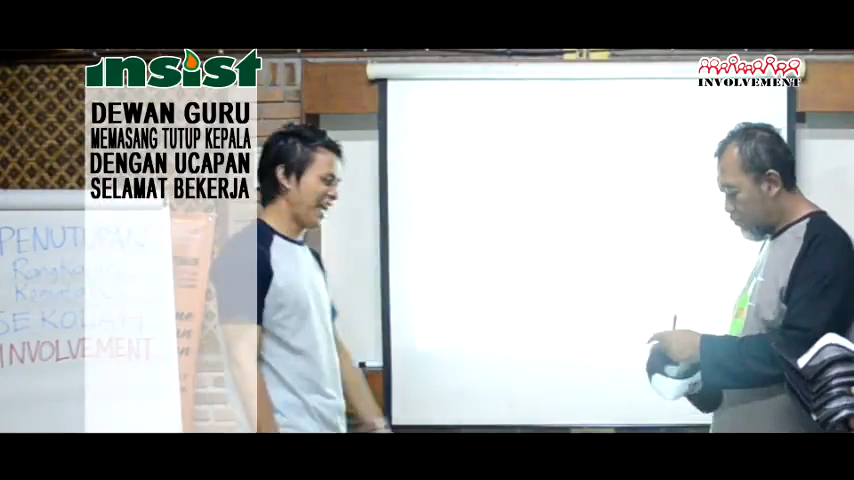 insist
DEWAN GURU
MEMASANG TUTUP KEPALA
DENGAN UCAPAN
SELAMAT BEKERJA
INVOLVEMENT
PENUTUPAN
SEKOLAH
INVOLVEMENT